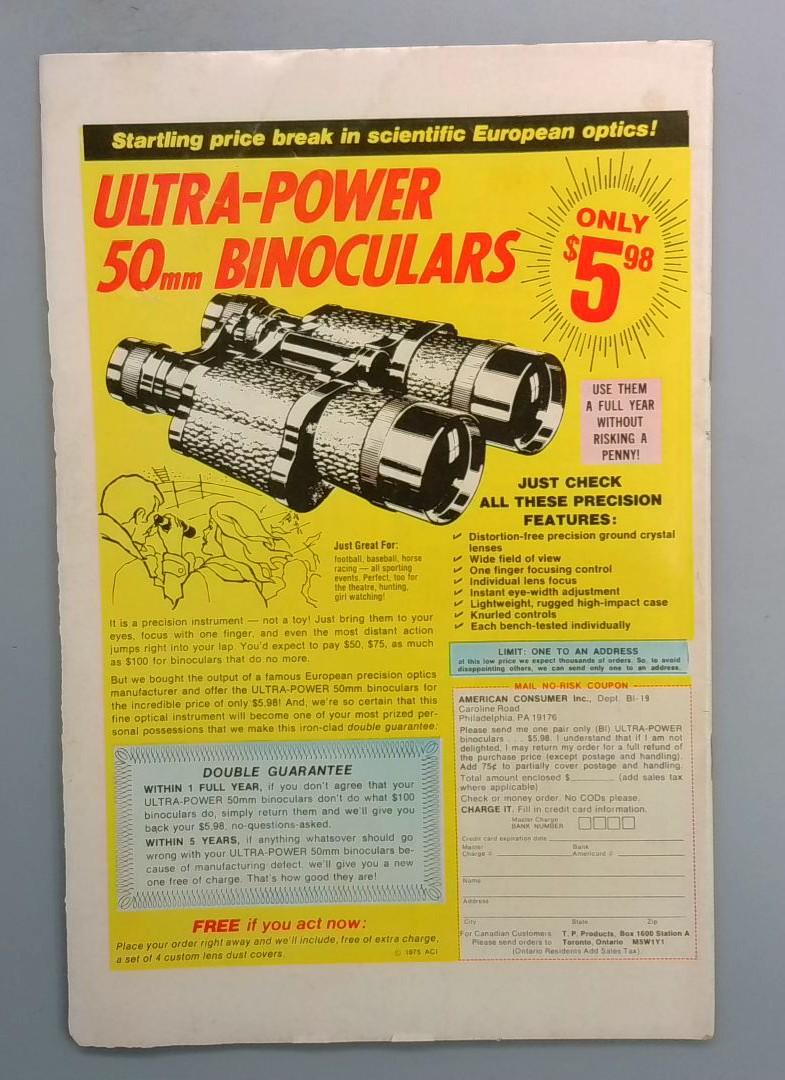 Startling price break in scientific European optics!
ULTRA-POWER
50mm BINOCULARS
ONLY
$5.98
USE THEM
A FULL YEAR
WITHOUT
RISKING A
PENNY!
JUST CHECK
ALL THESE PRECISION
FEATURES:
✓ Distortion-free precision ground crystal
lenses
✓ Wide field of view
✓ One finger focusing control
✓ Individual lens focus
✓ Instant eye-width adjustment
✓ Lightweight, rugged high-impact case
✓ Knurled controls
✓ Each bench-tested individually
Just Great For:
football, baseball, horse
racing — all sporting
events. Perfect, too for
the theatre, hunting,
girl watching!
It is a precision instrument — not a toy! Just bring them to your
eyes, focus with one finger, and even the most distant action
jumps right into your lap. You'd expect to pay $50, $75, as much
as $100 for binoculars that do no more.
But we bought the output of a famous European precision optics
manufacturer and offer the ULTRA-POWER 50mm binoculars for
the incredible price of only $5.98! And, we're so certain that this
fine optical instrument will become one of your most prized per-
sonal possessions that we make this iron-clad double guarantee:
DOUBLE GUARANTEE
WITHIN 1 FULL YEAR, if you don't agree that your
ULTRA-POWER 50mm binoculars don't do what $100
binoculars do, simply return them and we'll give you
back your $5.98, no-questions-asked.
WITHIN 5 YEARS, if anything whatsoever should go
wrong with your ULTRA-POWER 50mm binoculars be-
cause of manufacturing defect, we'll give you a new
one free of charge. That's how good they are!
FREE if you act now:
Place your order right away and we'll include, free of extra charge,
a set of 4 custom lens dust covers.
© 1975 ACI
LIMIT: ONE TO AN ADDRESS
at this low price we expect thousands of orders. So, to avoid
disappointing others, we can send only one to an address.
MAIL NO-RISK COUPON
AMERICAN CONSUMER Inc., Dept. BI-19
Caroline Road
Philadelphia, PA 19176
Please send me one pair only (BI) ULTRA-POWER
binoculars . . . $5.98. I understand that if I am not
delighted, I may return my order for a full refund of
the purchase price (except postage and handling).
Add 75¢ to partially cover postage and handling.
Total amount enclosed $______ (add sales tax
where applicable)
Check or money order. No CODs please.
CHARGE IT. Fill in credit card information.
Master Charge
BANK NUMBER
Credit card expiration date
Master
Charge #
Bank
Americard #
Name
Address
City State Zip
For Canadian Customers T. P. Products, Box 1600 Station A
Please send orders to Toronto, Ontario M5W1Y1
(Ontario Residents Add Sales Tax)